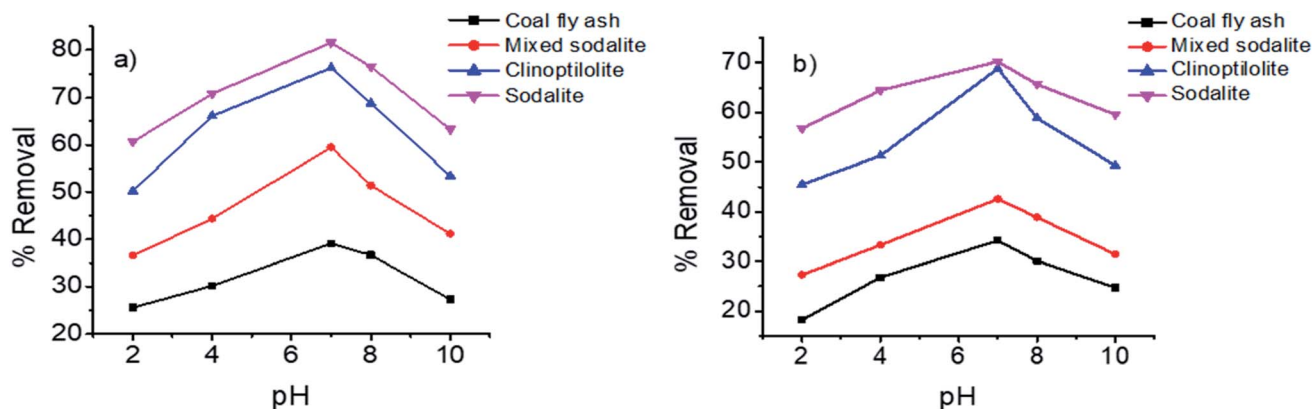 a)
% Removal
80
70
60
50
40
30
20
2 4 6 8 10
pH
Coal fly ash
Mixed sodalite
Clinoptilolite
Sodalite
b)
% Removal
70
60
50
40
30
20
2 4 6 8 10
pH
Coal fly ash
Mixed sodalite
Clinoptilolite
Sodalite